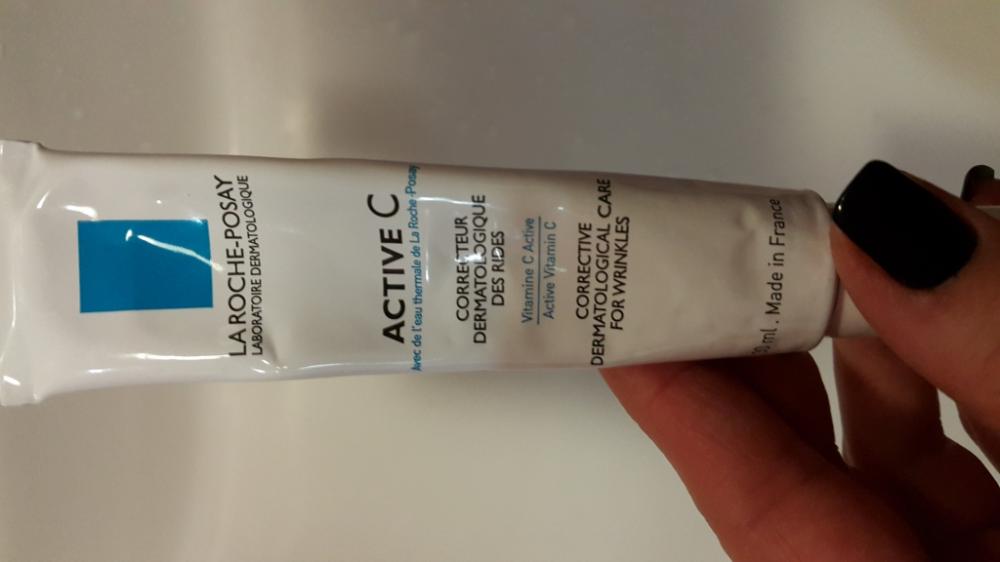 LA ROCHE-POSAY
LABORATOIRE DERMATOLOGIQUE
ACTIVE C
Avec de l'eau thermale de La Roche-Posay
CORRECTEUR
DERMATOLOGIQUE
DES RIDES
Vitamine C Active
Active Vitamin C
CORRECTIVE
DERMATOLOGICAL CARE
FOR WRINKLES
ml . Made in France